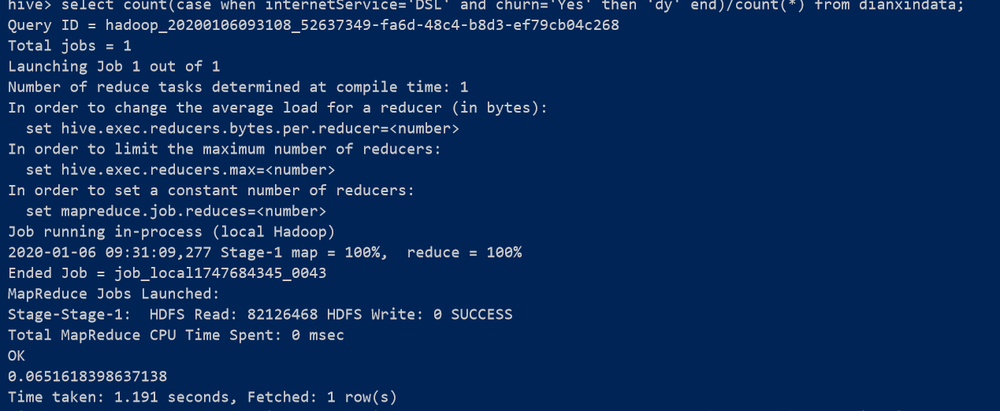 hive> select count(case when internetService='DSL' and churn='Yes' then 'dy' end)/count(*) from dianxindata;
Query ID = hadoop_20200106093108_52637349-fa6d-48c4-b8d3-ef79cb04c268
Total jobs = 1
Launching Job 1 out of 1
Number of reduce tasks determined at compile time: 1
In order to change the average load for a reducer (in bytes):
  set hive.exec.reducers.bytes.per.reducer=<number>
In order to limit the maximum number of reducers:
  set hive.exec.reducers.max=<number>
In order to set a constant number of reducers:
  set mapreduce.job.reduces=<number>
Job running in-process (local Hadoop)
2020-01-06 09:31:09,277 Stage-1 map = 100%,  reduce = 100%
Ended Job = job_local1747684345_0043
MapReduce Jobs Launched:
Stage-Stage-1:  HDFS Read: 82126468 HDFS Write: 0 SUCCESS
Total MapReduce CPU Time Spent: 0 msec
OK
0.0651618398637138
Time taken: 1.191 seconds, Fetched: 1 row(s)